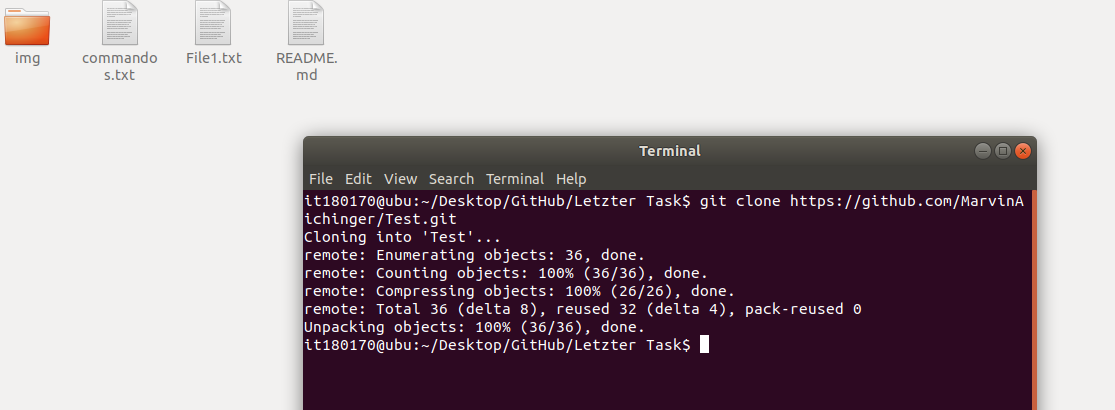 img
commando
s.txt
File1.txt
README.
md
Terminal
File Edit View Search Terminal Help
it180170@ubu:~/Desktop/GitHub/Letzter Task$ git clone https://github.com/MarvinA
ichinger/Test.git
Cloning into 'Test'...
remote: Enumerating objects: 36, done.
remote: Counting objects: 100% (36/36), done.
remote: Compressing objects: 100% (26/26), done.
remote: Total 36 (delta 8), reused 32 (delta 4), pack-reused 0
Unpacking objects: 100% (36/36), done.
it180170@ubu:~/Desktop/GitHub/Letzter Task$